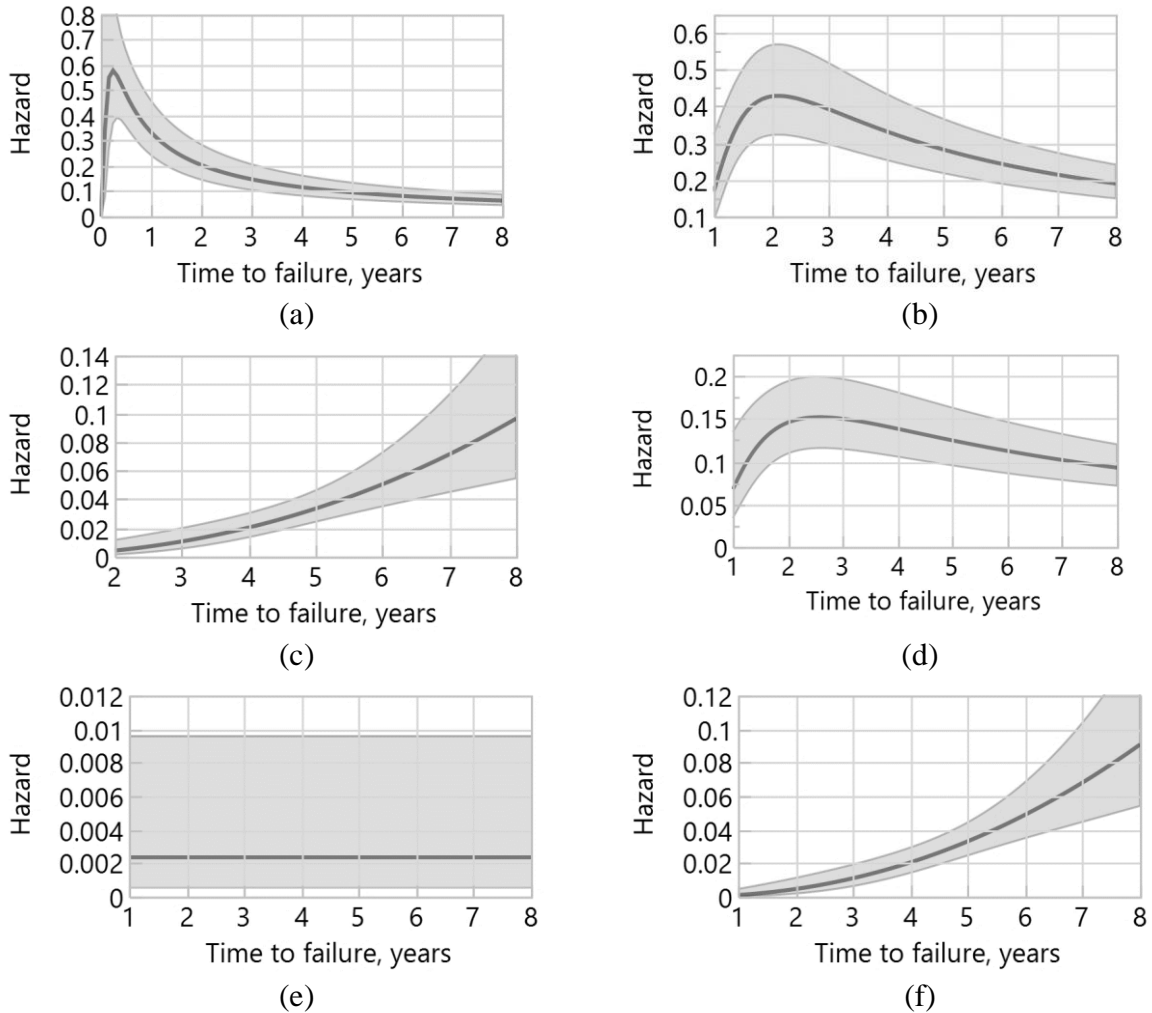 0.8
0.7
0.6
0.5
0.4
0.3
0.2
0.1
0
Hazard
0 1 2 3 4 5 6 7 8
Time to failure, years
(a)
0.6
0.5
0.4
0.3
0.2
0.1
Hazard
1 2 3 4 5 6 7 8
Time to failure, years
(b)
0.14
0.12
0.1
0.08
0.06
0.04
0.02
0
Hazard
2 3 4 5 6 7 8
Time to failure, years
(c)
0.2
0.15
0.1
0.05
0
Hazard
1 2 3 4 5 6 7 8
Time to failure, years
(d)
0.012
0.01
0.008
0.006
0.004
0.002
0
Hazard
1 2 3 4 5 6 7 8
Time to failure, years
(e)
0.12
0.1
0.08
0.06
0.04
0.02
0
Hazard
1 2 3 4 5 6 7 8
Time to failure, years
(f)